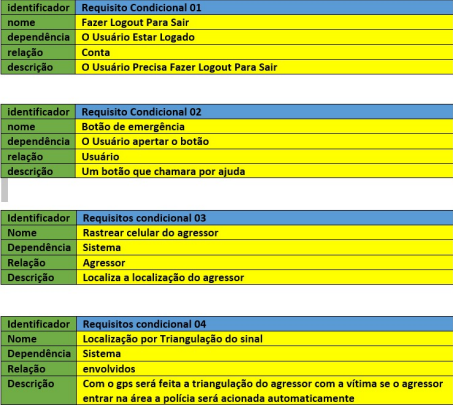 identificador Requisito Condicional 01
nome Fazer Logout Para Sair
dependência O Usuário Estar Logado
relação Conta
descrição O Usuário Precisa Fazer Logout Para Sair
identificador Requisito Condicional 02
nome Botão de emergência
dependência O Usuário apertar o botão
relação Usuário
descrição Um botão que chamara por ajuda
Identificador Requisitos condicional 03
Nome Rastrear celular do agressor
Dependência Sistema
Relação Agressor
Descrição Localiza a localização do agressor
Identificador Requisitos condicional 04
Nome Localização por Triangulação do sinal
Dependência Sistema
Relação envolvidos
Descrição Com o gps será feita a triangulação do agressor com a vítima se o agressor
entrar na área a polícia será acionada automaticamente